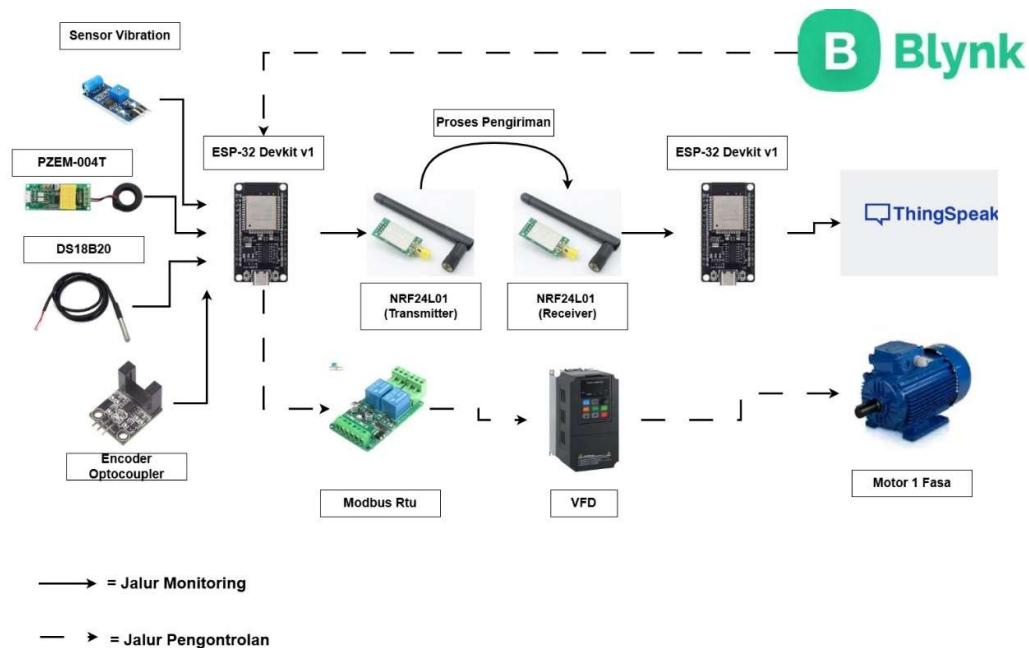 Sensor Vibration
B Blynk
Proses Pengiriman
ESP-32 Devkit v1
ESP-32 Devkit v1
PZEM-004T
ThingSpeak
DS18B20
NRF24L01
(Transmitter)
NRF24L01
(Receiver)
Encoder
Optocoupler
Modbus Rtu
VFD
Motor 1 Fasa
= Jalur Monitoring
= Jalur Pengontrolan